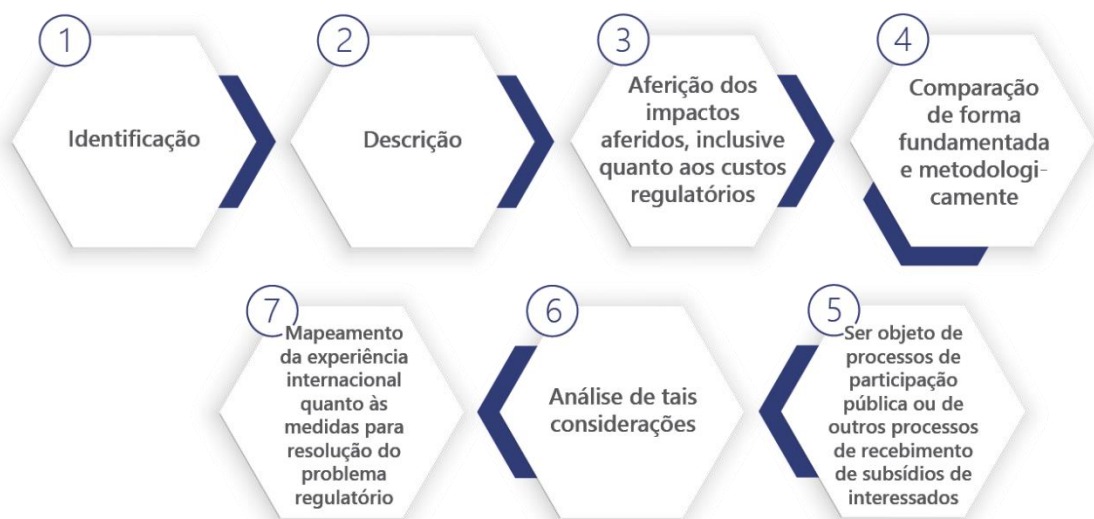 1
Identificação
2
Descrição
3
Aferição dos
impactos
aferidos, inclusive
quanto aos custos
regulatórios
4
Comparação
de forma
fundamentada
e metodologi-
camente
5
Ser objeto de
processos de
participação
pública ou de
outros processos
de recebimento
de subsídios de
interessados
6
Análise de tais
considerações
7
Mapeamento
da experiência
internacional
quanto às
medidas para
resolução do
problema
regulatório